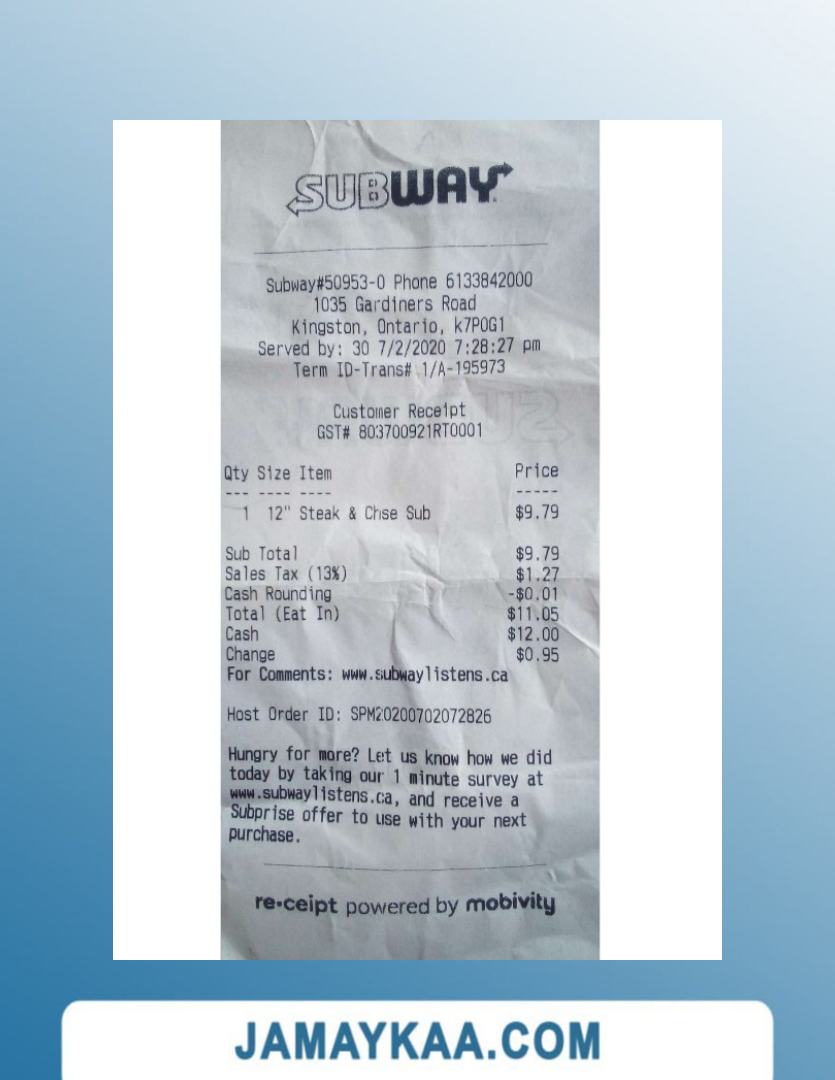 SUBWAY
Subway#50953-0 Phone 6133842000
1035 Gardiners Road
Kingston, Ontario, k7P0G1
Served by: 30 7/2/2020 7:28:27 pm
Term ID-Trans# 1/A-195973
Customer Receipt
GST# 803700921RT0001
Qty Size Item Price
--- ---- ---- -----
1 12" Steak & Chse Sub $9.79
Sub Total $9.79
Sales Tax (13%) $1.27
Cash Rounding -$0.01
Total (Eat In) $11.05
Cash $12.00
Change $0.95
For Comments: www.subwaylistens.ca
Host Order ID: SPM20200702072826
Hungry for more? Let us know how we did
today by taking our 1 minute survey at
www.subwaylistens.ca, and receive a
Subprise offer to use with your next
purchase.
re•ceipt powered by mobivity
JAMAYKAA.COM